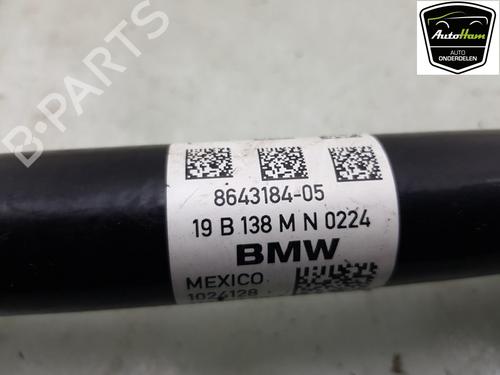 AutoHam
AUTO
ONDERDELEN
B-PARTS
8643184-05
19 B 138 M N 0224
BMW
MEXICO
1024128